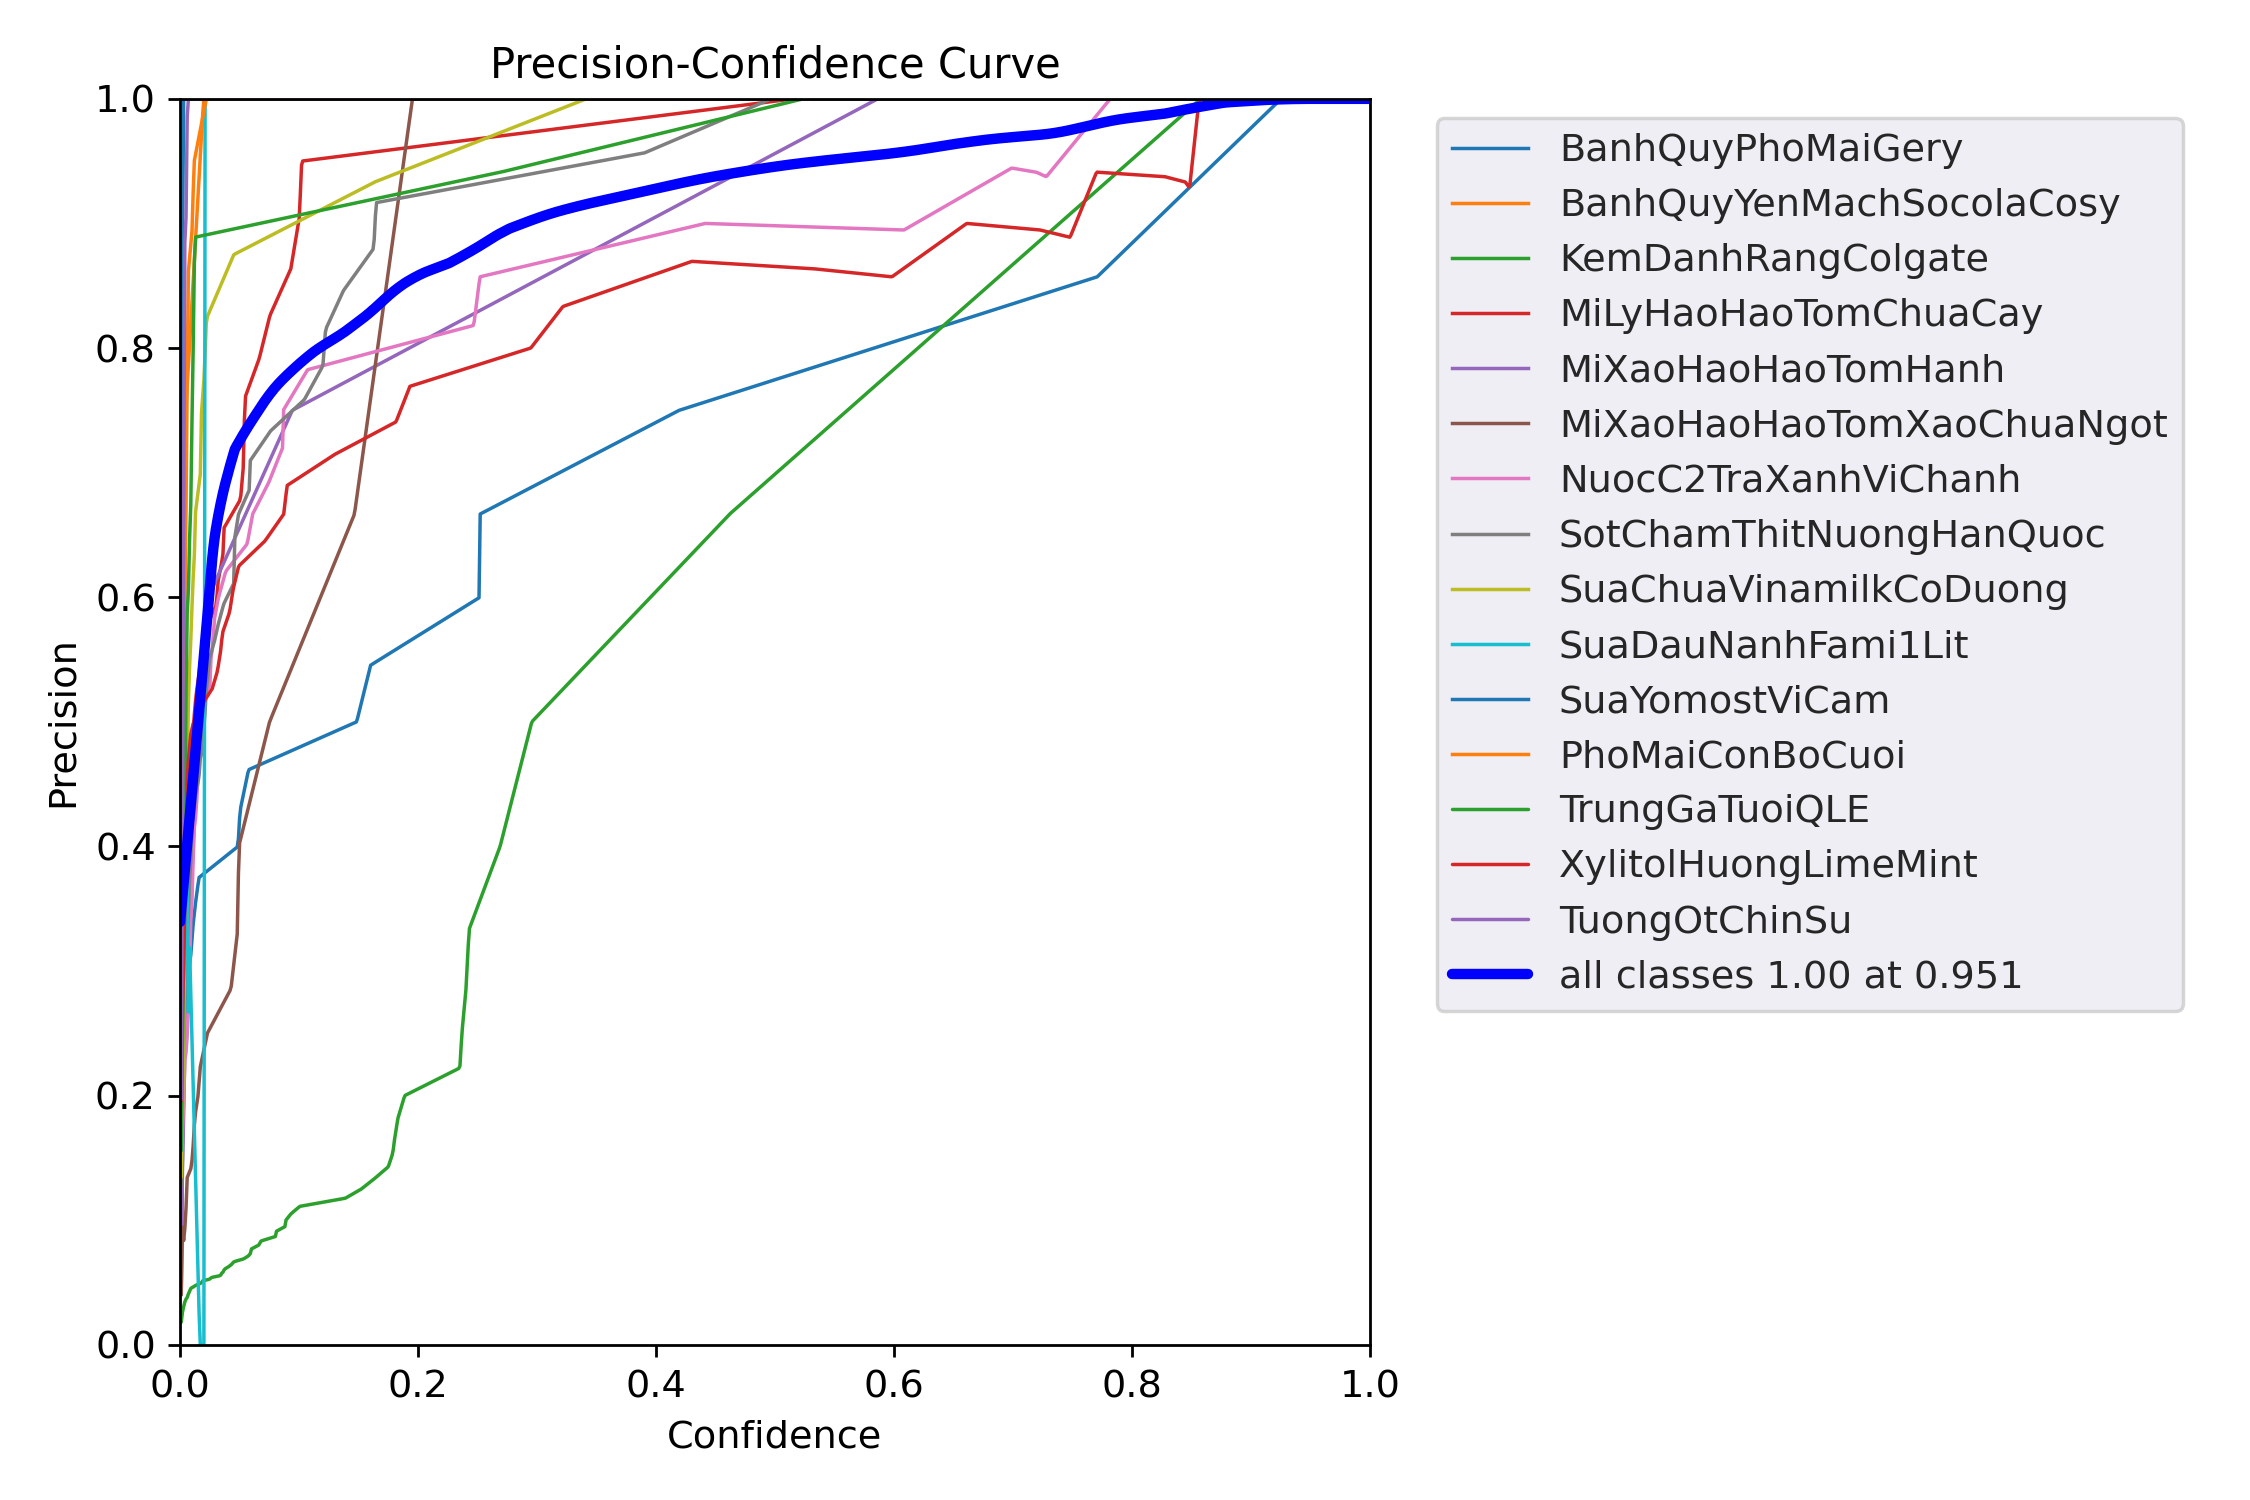 Precision-Confidence Curve
1.0
0.8
0.6
0.4
0.2
0.0
Precision
0.0 0.2 0.4 0.6 0.8 1.0
Confidence
BanhQuyPhoMaiGery
BanhQuyYenMachSocolaCosy
KemDanhRangColgate
MiLyHaoHaoTomChuaCay
MiXaoHaoHaoTomHanh
MiXaoHaoHaoTomXaoChuaNgot
NuocC2TraXanhViChanh
SotChamThitNuongHanQuoc
SuaChuaVinamilkCoDuong
SuaDauNanhFami1Lit
SuaYomostViCam
PhoMaiConBoCuoi
TrungGaTuoiQLE
XylitolHuongLimeMint
TuongOtChinSu
all classes 1.00 at 0.951